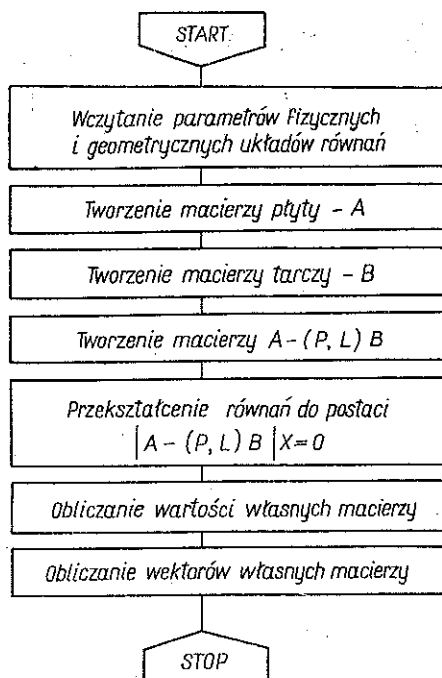 START
Wczytanie parametrów fizycznych
i geometrycznych układów równań
Tworzenie macierzy płyty - A
Tworzenie macierzy tarczy - B
Tworzenie macierzy A-(P, L) B
Przekształcenie równań do postaci
|A-(P, L) B|X=0
Obliczanie wartości własnych macierzy
Obliczanie wektorów własnych macierzy
STOP